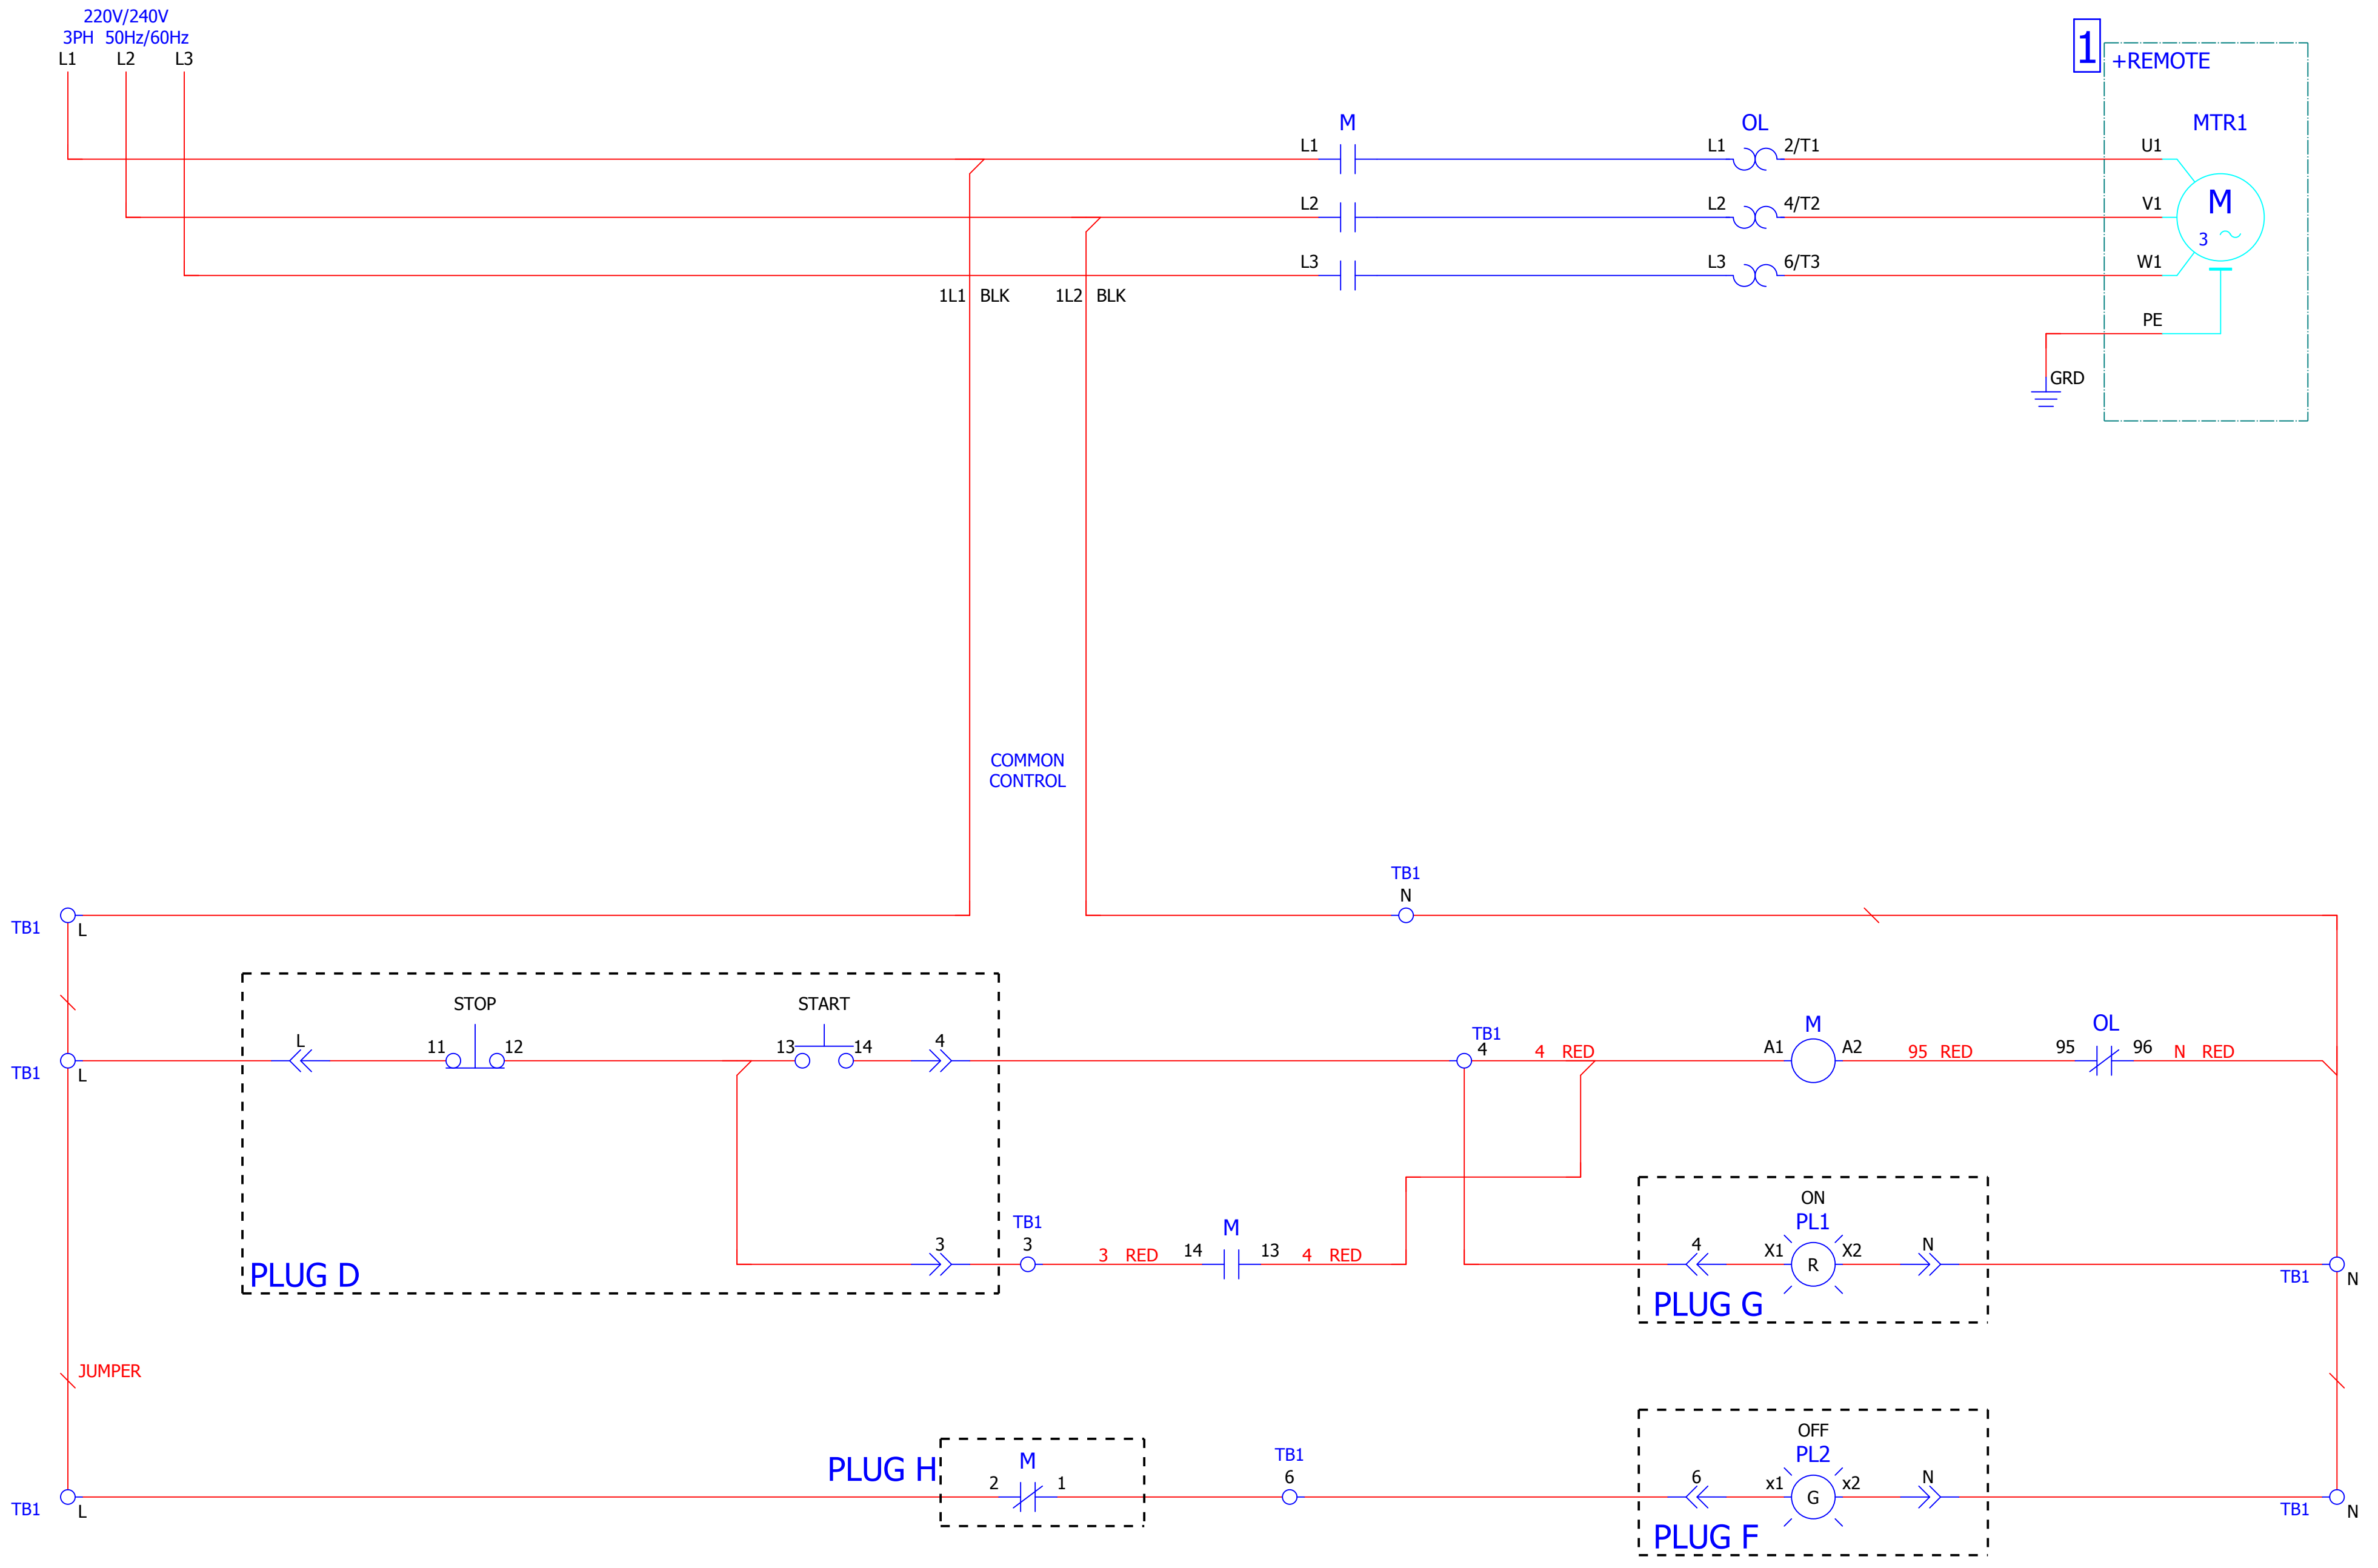 220V/240V
3PH 50Hz/60Hz
L1 L2 L3
1 +REMOTE
M OL MTR1
L1 L1 2/T1 U1
L2 L2 4/T2 V1 M
3
L3 L3 6/T3 W1
1L1 BLK 1L2 BLK
PE
GRD
COMMON
CONTROL
TB1
N
TB1 L
STOP START
L 11 12 13 14 4
TB1
4 4 RED
M
A1 A2 95 RED
OL
95 96 N RED
TB1 L
ON
PL1
TB1 M
3 3 3 RED 14 13 4 RED
4 X1 R X2 N
PLUG D
PLUG G
TB1 N
JUMPER
OFF
PL2
PLUG H
M
2 1
TB1
6
6 x1 G x2 N
TB1 L
TB1 N
PLUG F